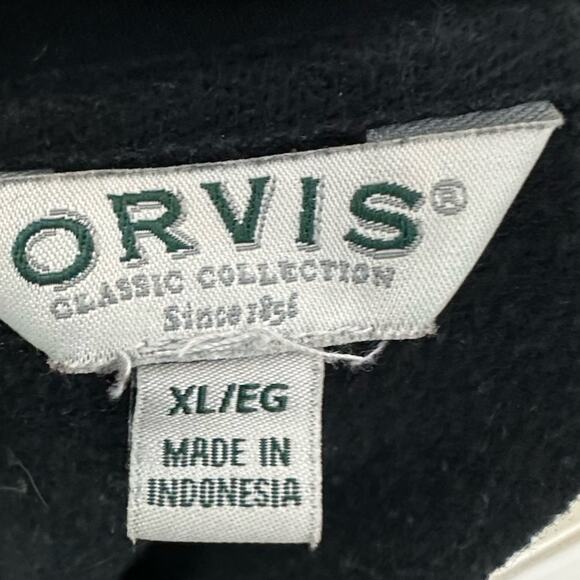 ORVIS®
CLASSIC COLLECTION
Since 1856
XL/EG
MADE IN
INDONESIA